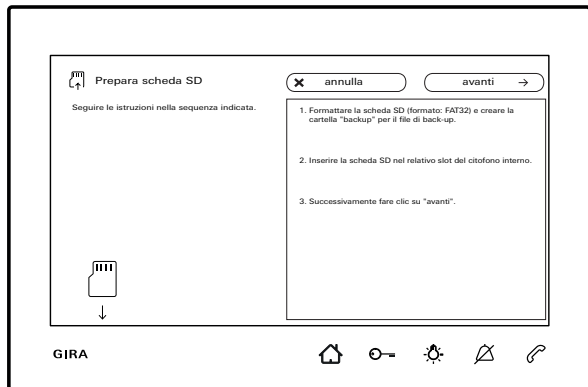 Prepara scheda SD
annulla
avanti
Seguire le istruzioni nella sequenza indicata.
1. Formattare la scheda SD (formato: FAT32) e creare la
cartella "backup" per il file di back-up.
2. Inserire la scheda SD nel relativo slot del citofono interno.
3. Successivamente fare clic su "avanti".
GIRA